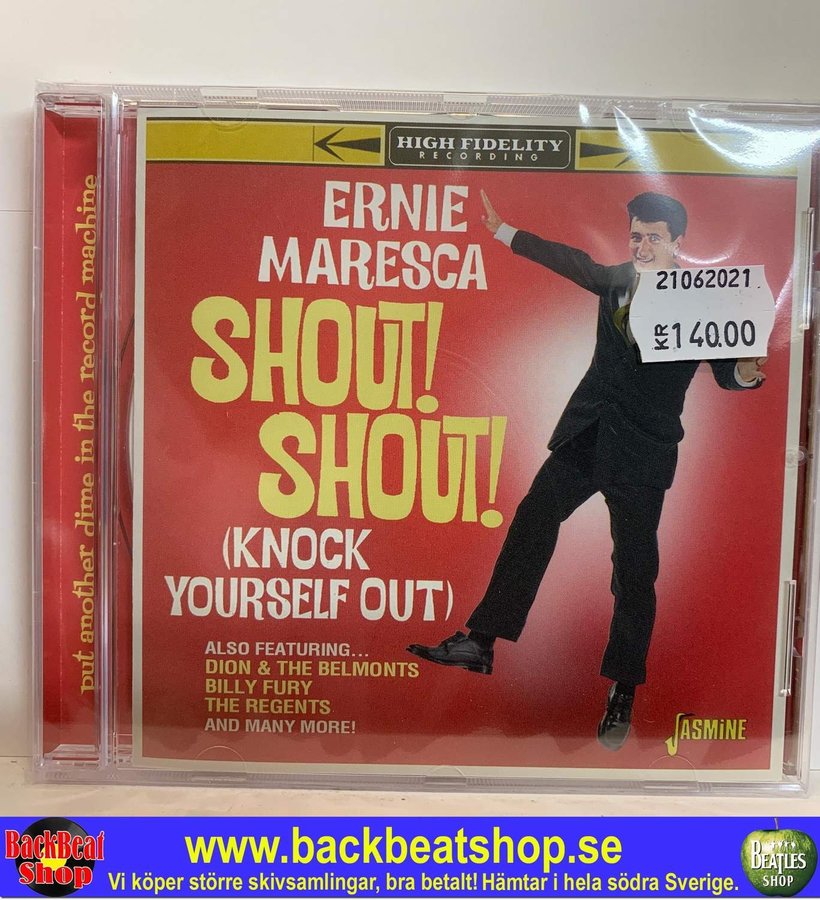 HIGH FIDELITY
RECORDING
ERNIE
MARESCA
SHOUT!
SHOUT!
(KNOCK
YOURSELF OUT)
ALSO FEATURING...
DION & THE BELMONTS
BILLY FURY
THE REGENTS
AND MANY MORE!
JASMiNE
21062021
KR 140.00
put another dime in the record machine
BackBeat
Shop
www.backbeatshop.se
Vi köper större skivsamlingar, bra betalt! Hämtar i hela södra Sverige.
BEATLES
SHOP